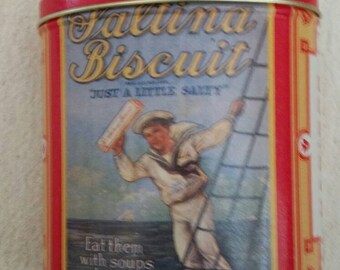 Saltina
Biscuit
"JUST A LITTLE SALTY"
Eat them
with soups